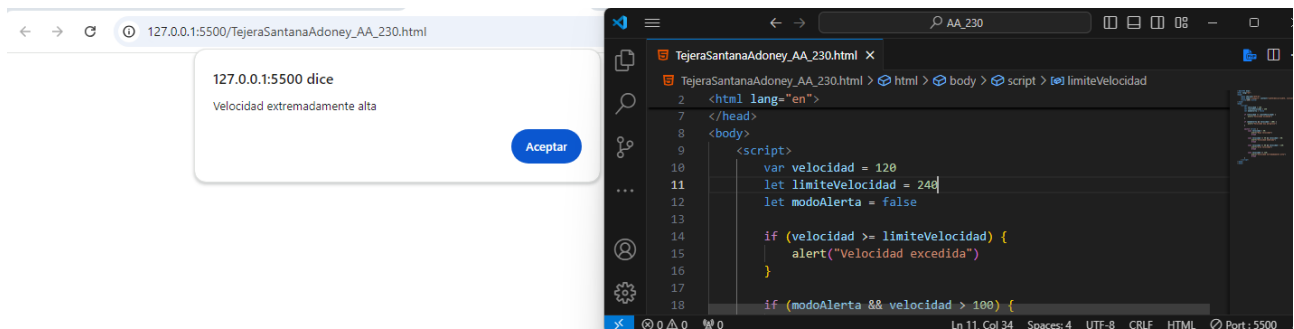 127.0.0.1:5500/TejeraSantanaAdoney_AA_230.html
127.0.0.1:5500 dice
Velocidad extremadamente alta
Aceptar
AA_230
TejeraSantanaAdoney_AA_230.html
TejeraSantanaAdoney_AA_230.html > html > body > script > limiteVelocidad
2 <html lang="en">
7 </head>
8 <body>
9 <script>
10 var velocidad = 120
11 let limiteVelocidad = 240
12 let modoAlerta = false
13
14 if (velocidad >= limiteVelocidad) {
15 alert("Velocidad excedida")
16 }
17
18 if (modoAlerta && velocidad > 100) {
0 0 0 Ln 11, Col 34 Spaces: 4 UTF-8 CRLF HTML Port : 5500